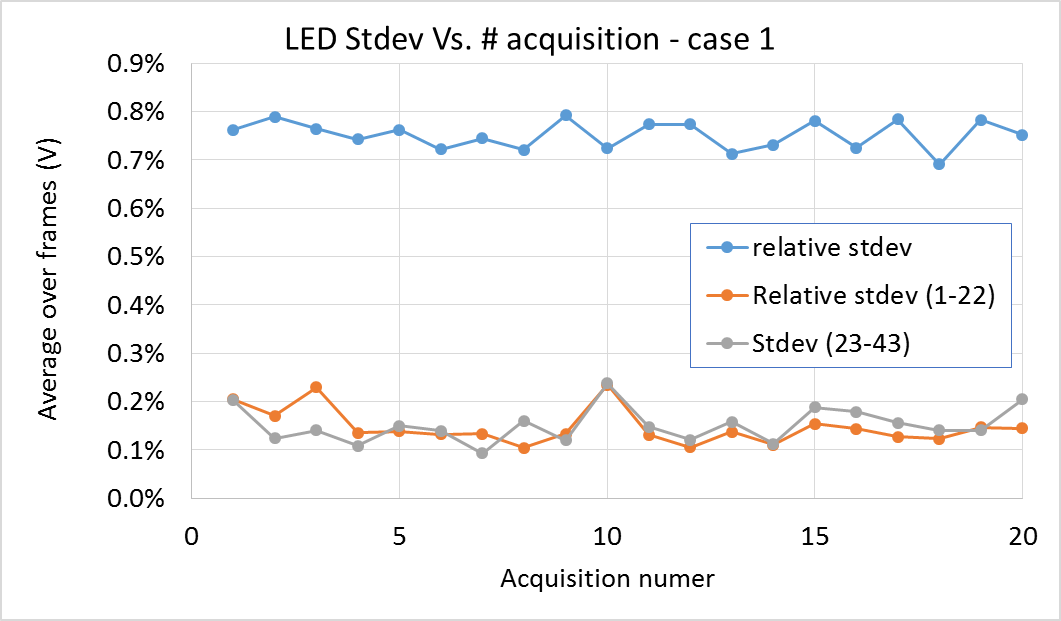 LED Stdev Vs. # acquisition - case 1
0.9%
0.8%
0.7%
0.6%
0.5%
0.4%
0.3%
0.2%
0.1%
0.0%
Average over frames (V)
relative stdev
Relative stdev (1-22)
Stdev (23-43)
0 5 10 15 20
Acquisition numer